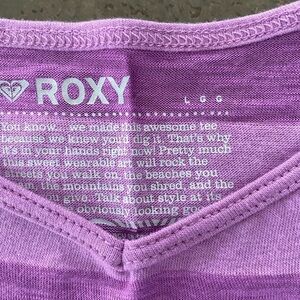 ROXY
L G G
You know... we made this awesome tee
because we knew you'd dig it. That's why
it's in your hands right now! Pretty much
this sweet wearable art will rock the
streets you walk on, the beaches you
the mountains you shred, and the
you give. Talk about style at its
obviously looking